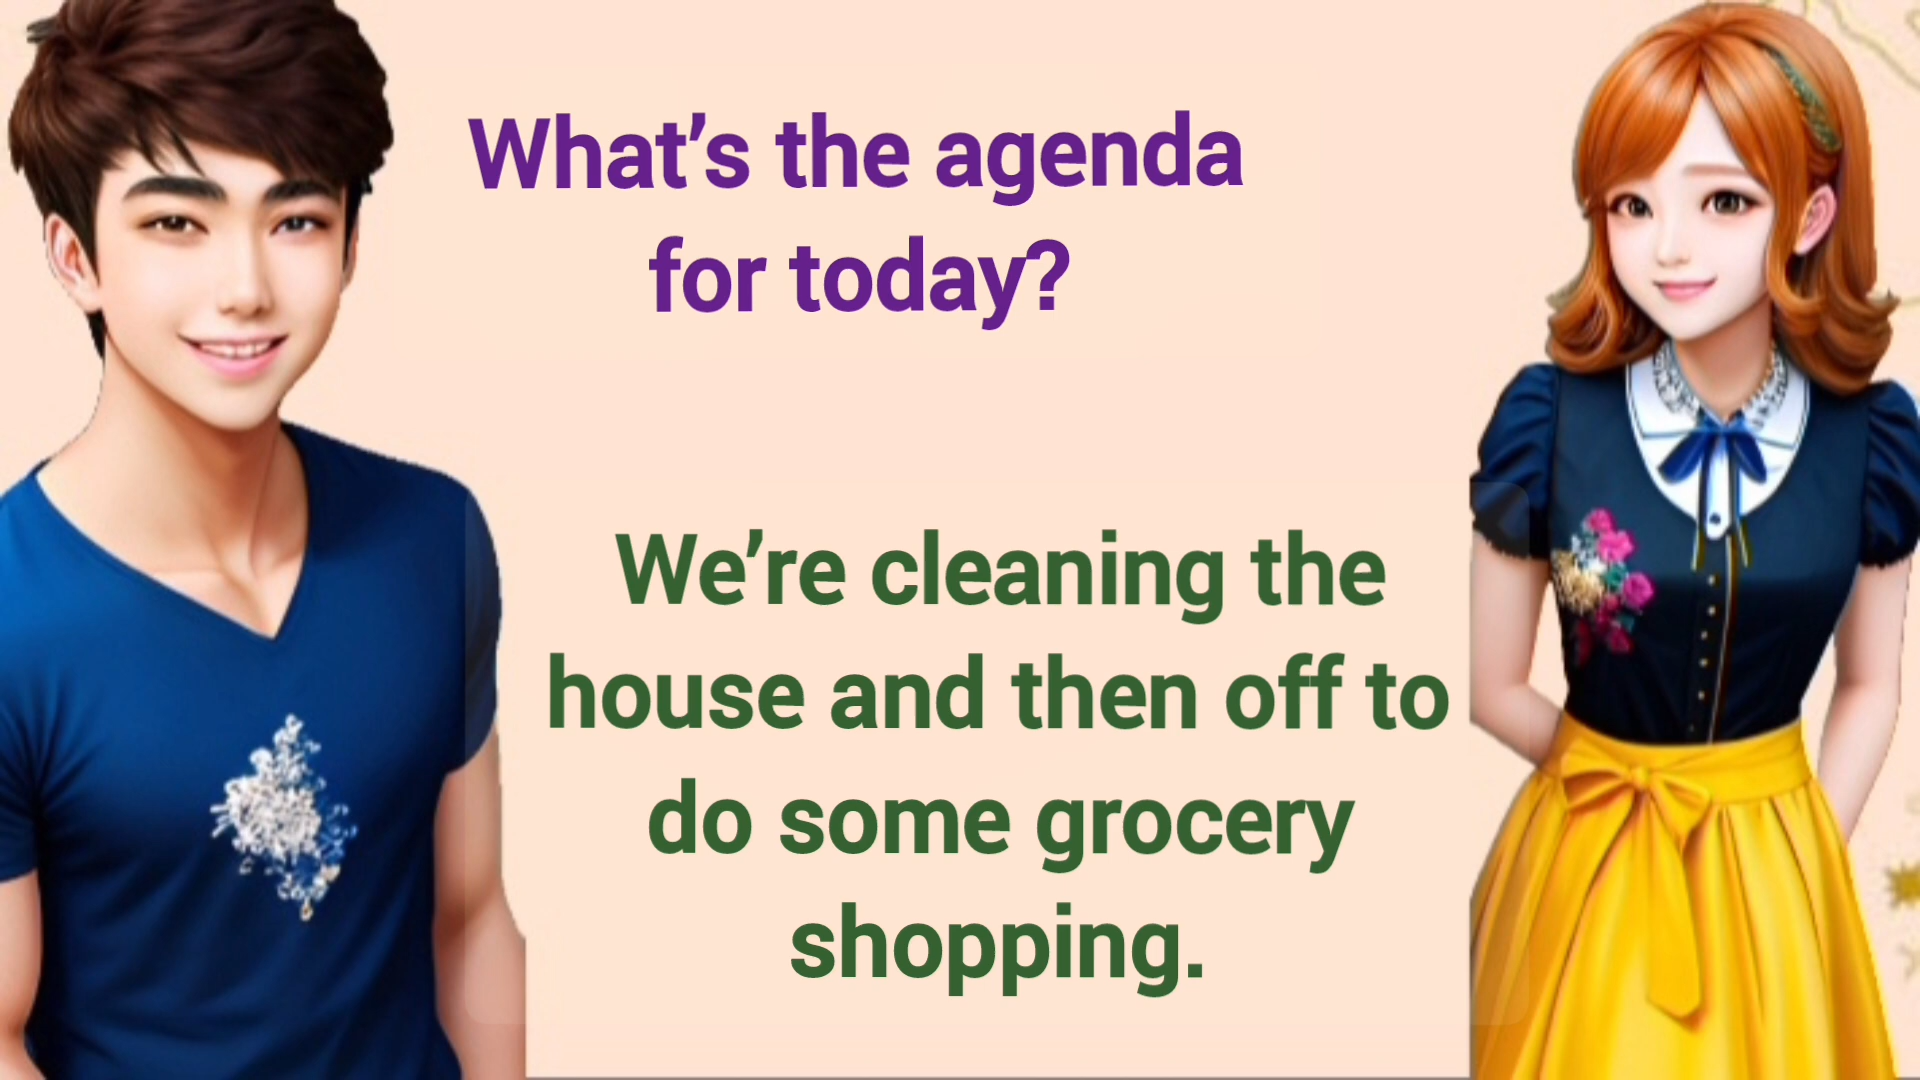 What’s the agenda
for today?
We’re cleaning the
house and then off to
do some grocery
shopping.